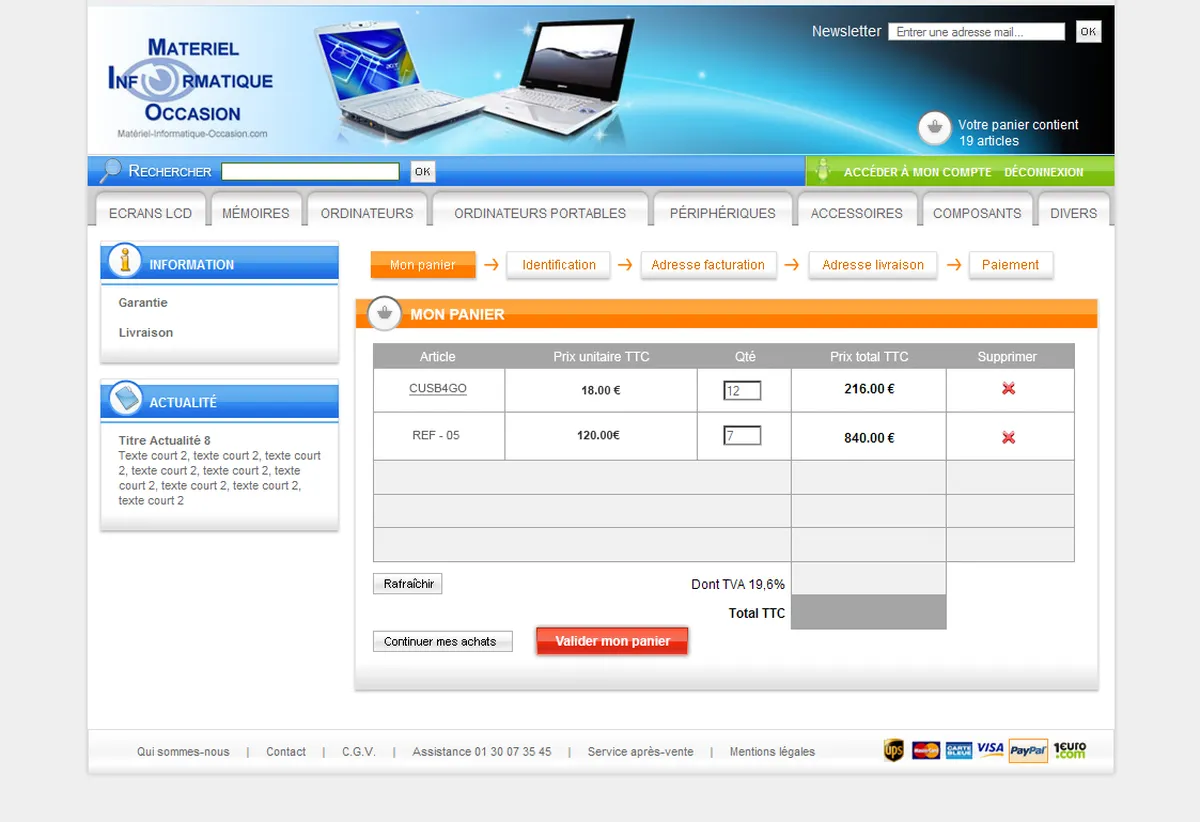 MATERIEL
INFORMATIQUE
OCCASION
Matériel-Informatique-Occasion.com
Newsletter
Entrer une adresse mail...
OK
Votre panier contient
19 articles
RECHERCHER
OK
ACCÉDER À MON COMPTE
DÉCONNEXION
ECRANS LCD
MÉMOIRES
ORDINATEURS
ORDINATEURS PORTABLES
PÉRIPHÉRIQUES
ACCESSOIRES
COMPOSANTS
DIVERS
INFORMATION
Garantie
Livraison
ACTUALITÉ
Titre Actualité 8
Texte court 2, texte court 2, texte court
2, texte court 2, texte court 2, texte
court 2, texte court 2, texte court 2,
texte court 2
Mon panier
Identification
Adresse facturation
Adresse livraison
Paiement
MON PANIER
Article Prix unitaire TTC Qté Prix total TTC Supprimer
CUSB4GO 18.00 € 12 216.00 €
REF - 05 120.00€ 7 840.00 €
Rafraîchir
Dont TVA 19,6%
Total TTC
Continuer mes achats
Valider mon panier
Qui sommes-nous | Contact | C.G.V. | Assistance 01 30 07 35 45 | Service après-vente | Mentions légales
ups
MasterCard
CARTE BLEUE
VISA
PayPal
1euro.com